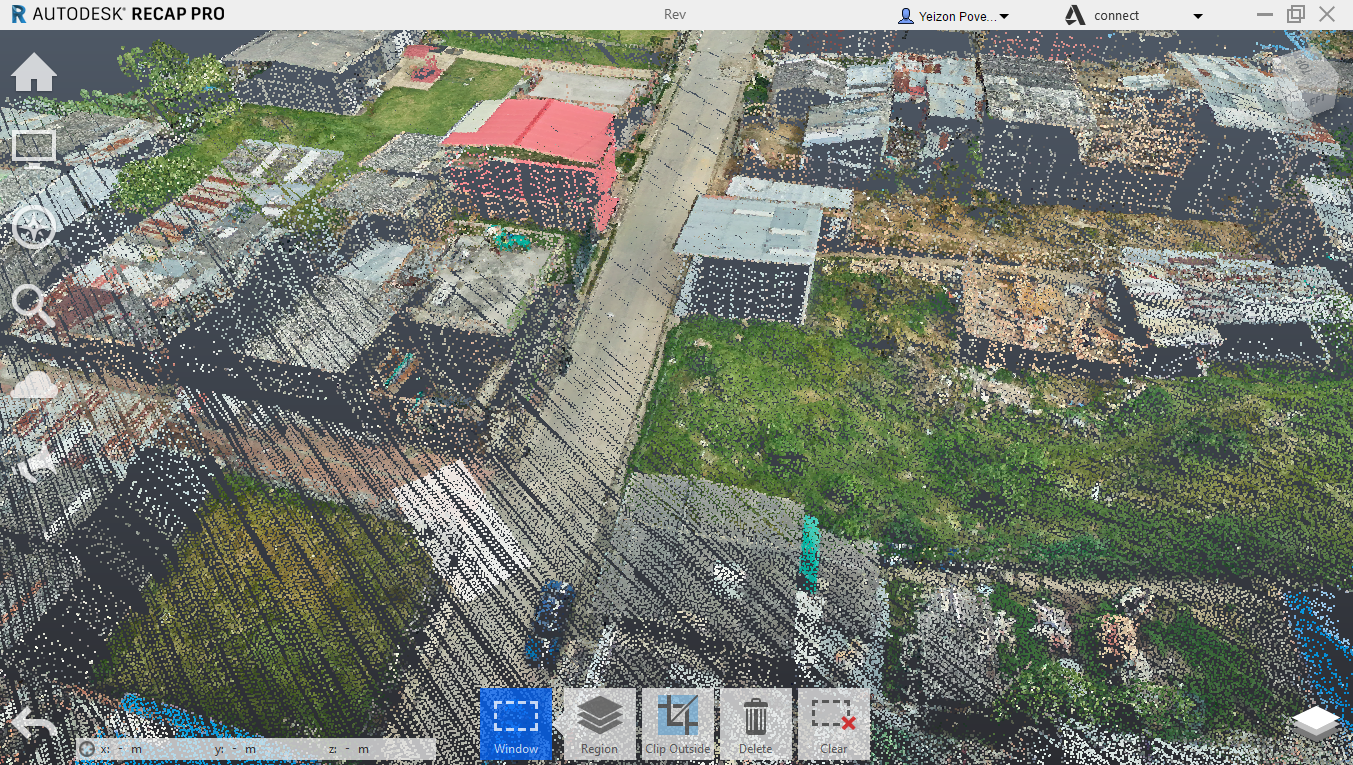 AUTODESK® RECAP PRO
Rev
Yeizon Pove...
connect
Window
Region
Clip Outside
Delete
Clear
x: - m y: - m z: - m